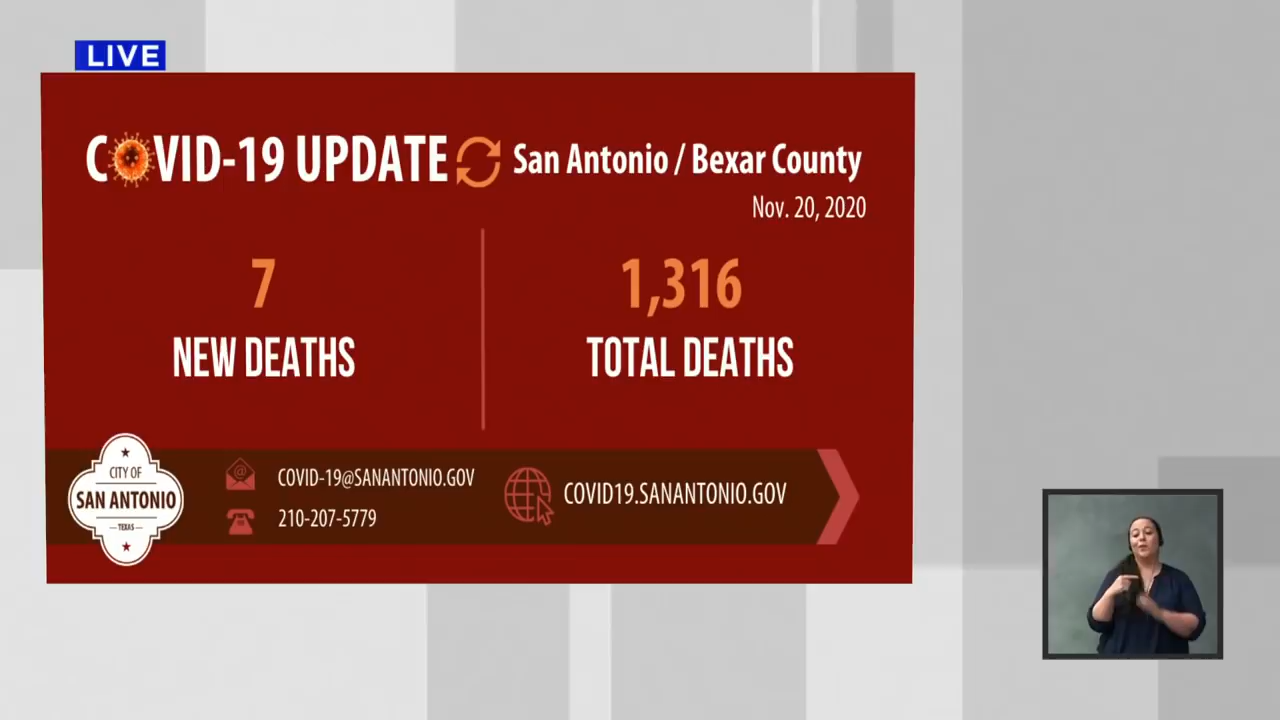 LIVE
COVID-19 UPDATE San Antonio / Bexar County
Nov. 20, 2020
7
NEW DEATHS
1,316
TOTAL DEATHS
CITY OF
SAN ANTONIO
TEXAS
COVID-19@SANANTONIO.GOV
210-207-5779
COVID19.SANANTONIO.GOV